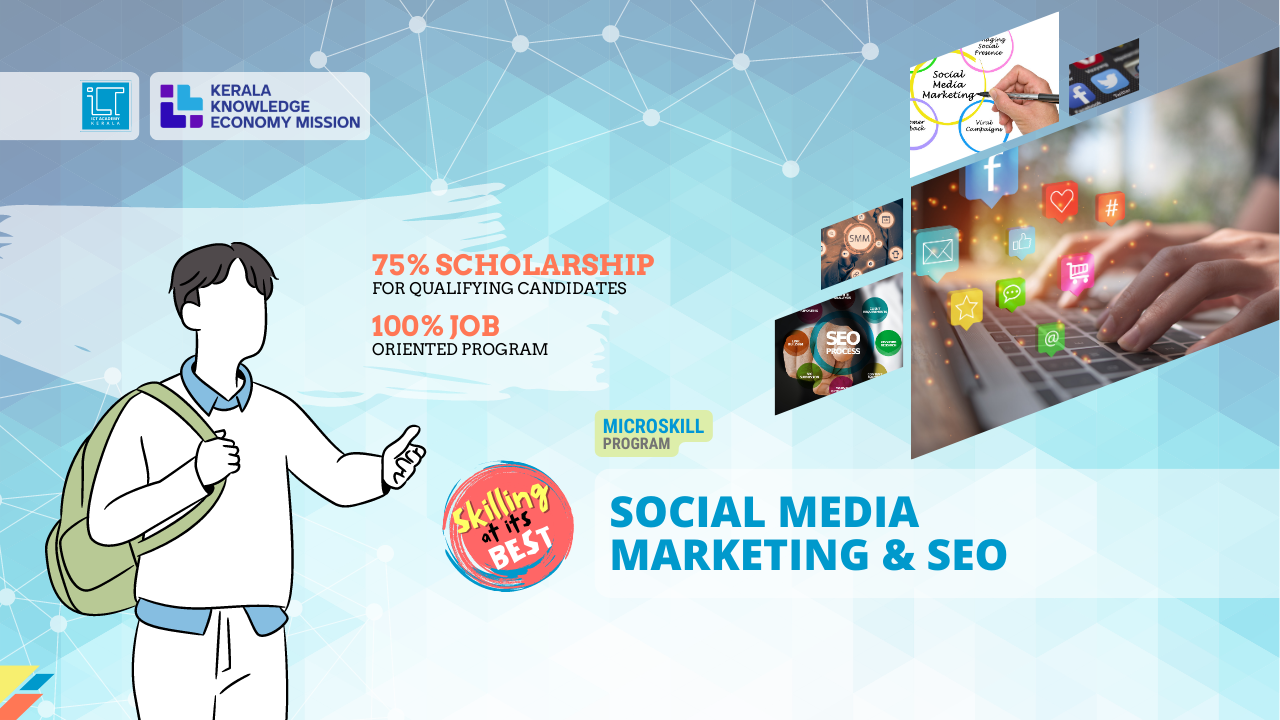 ICT ACADEMY
KERALA
KERALA
KNOWLEDGE
ECONOMY MISSION
75% SCHOLARSHIP
FOR QUALIFYING CANDIDATES
100% JOB
ORIENTED PROGRAM
Social
Presence
Social
Media
Marketing
Viral
Campaigns
Twitter
f
#
@
SMM
SEO
PROCESS
MICROSKILL
PROGRAM
Skilling
at its
BEST
SOCIAL MEDIA
MARKETING & SEO